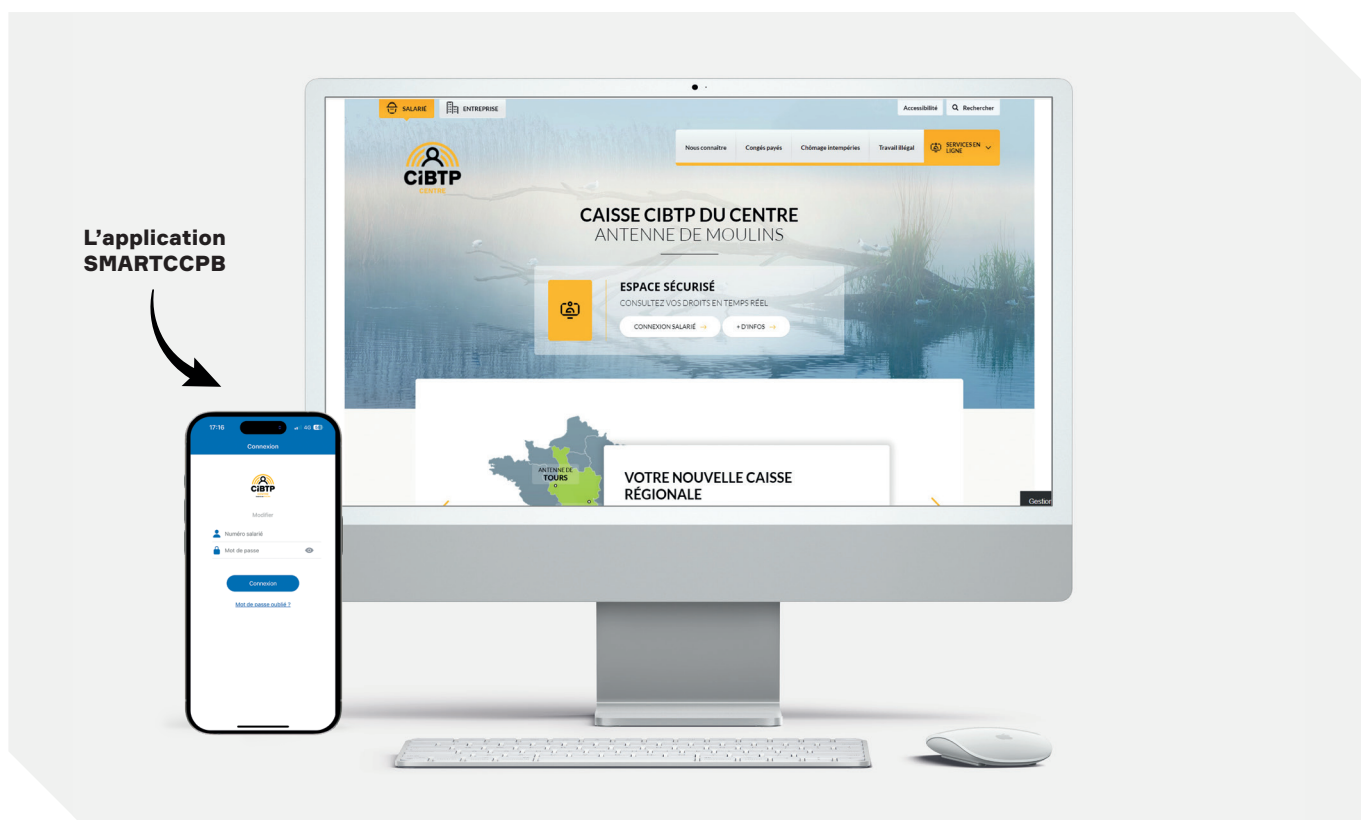 SALARIÉ
ENTREPRISE
Accessibilité
Rechercher
Nous connaître
Congés payés
Chômage intempéries
Travail illégal
SERVICES EN
LIGNE
CiBTP
CENTRE
CAISSE CIBTP DU CENTRE
ANTENNE DE MOULINS
ESPACE SÉCURISÉ
CONSULTEZ VOS DROITS EN TEMPS RÉEL
CONNEXION SALARIÉ →
+ D'INFOS →
ANTENNE DE
TOURS
VOTRE NOUVELLE CAISSE
RÉGIONALE
Gestion
L'application
SMARTCCPB
17:16
4G
Connexion
CiBTP
Modifier
Numéro salarié
Mot de passe
Connexion
Mot de passe oublié ?